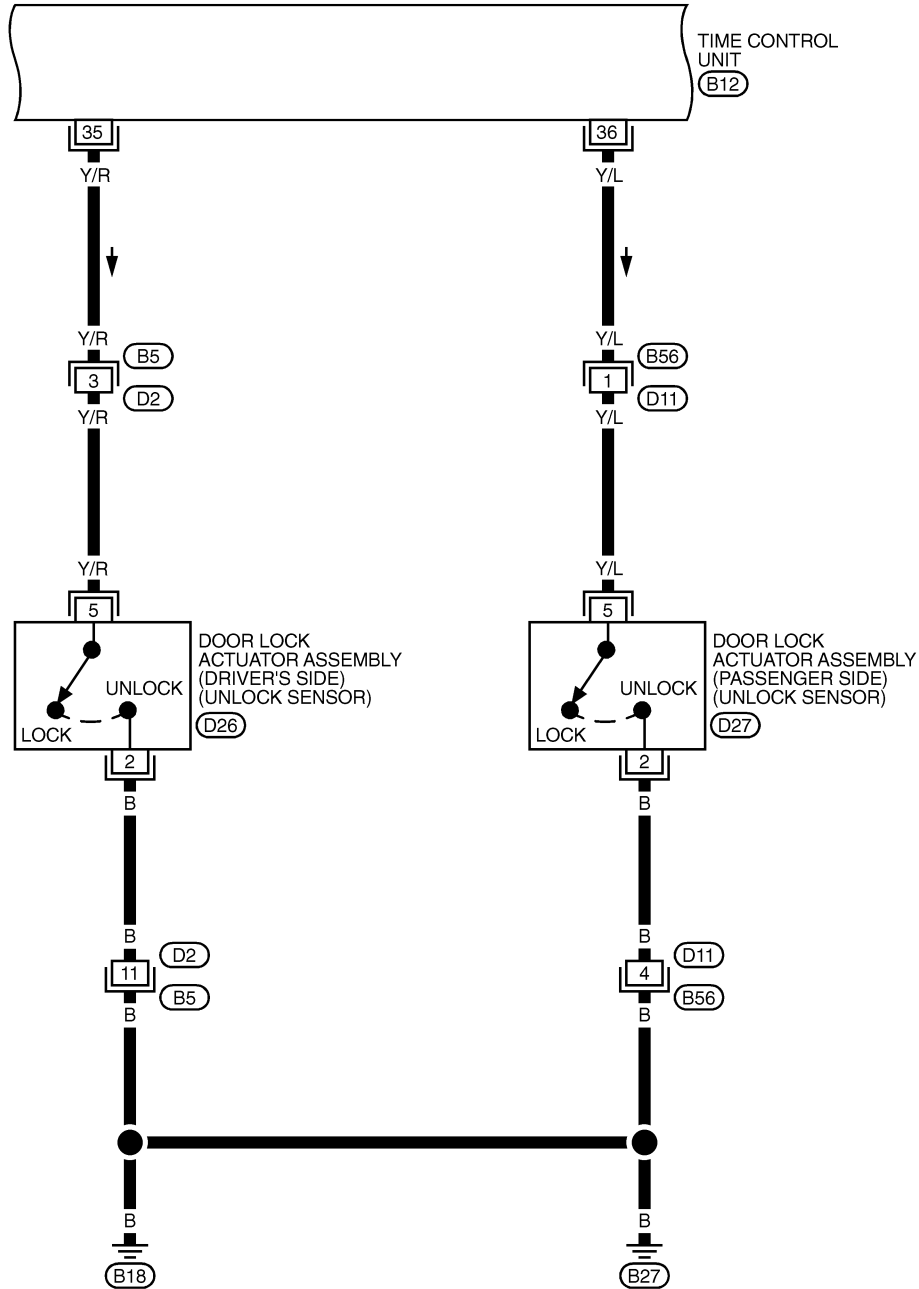 TIME CONTROL
UNIT
B12
35
36
Y/R
Y/L
Y/R
Y/L
B5
B56
3
1
D2
D11
Y/R
Y/L
Y/R
Y/L
5
5
DOOR LOCK
ACTUATOR ASSEMBLY
(DRIVER'S SIDE)
(UNLOCK SENSOR)
D26
UNLOCK
LOCK
DOOR LOCK
ACTUATOR ASSEMBLY
(PASSENGER SIDE)
(UNLOCK SENSOR)
D27
UNLOCK
LOCK
2
2
B
B
B
B
D2
D11
11
4
B5
B56
B
B
B
B
B18
B27